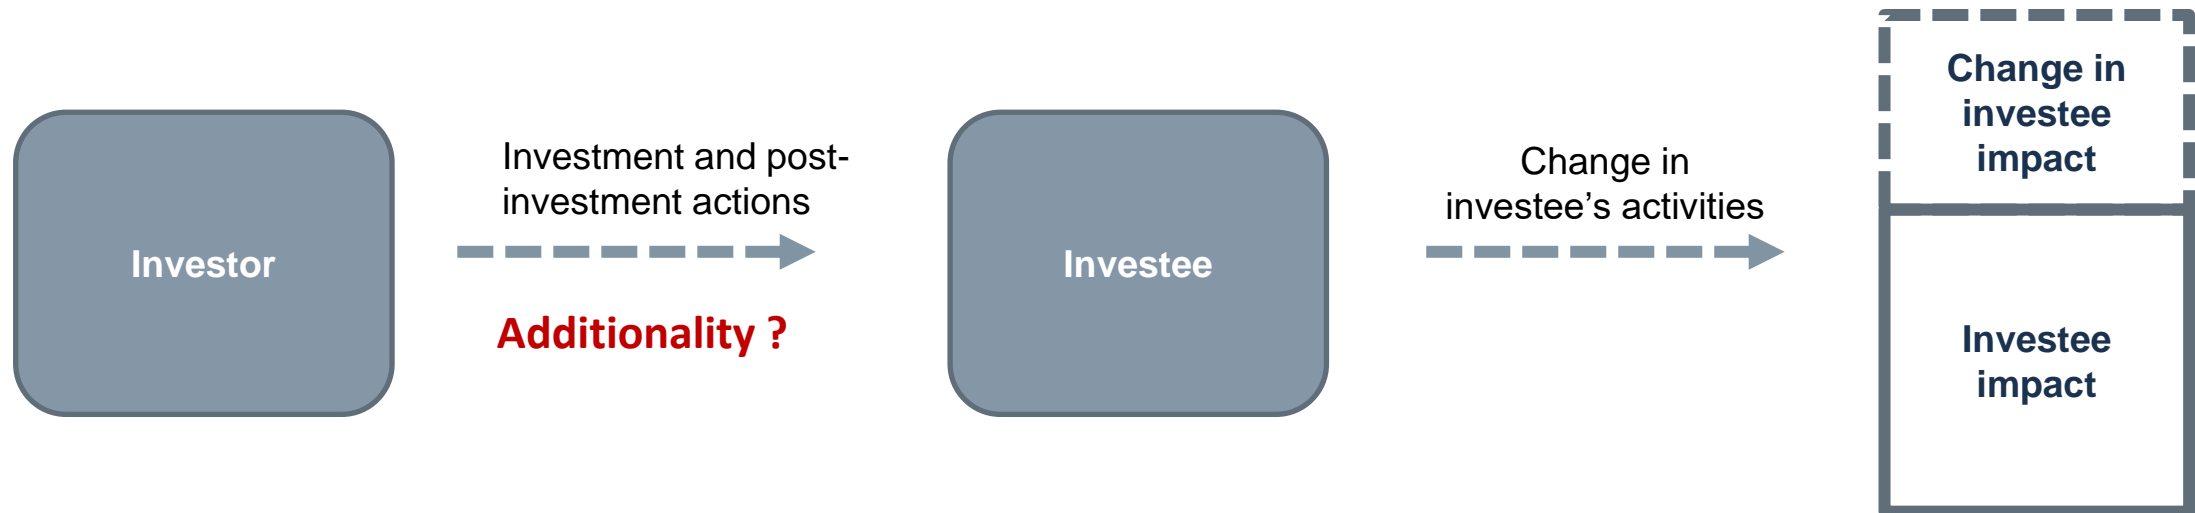 Investor
Investment and post-
investment actions
Additionality ?
Investee
Change in
investee’s activities
Change in
investee
impact
Investee
impact